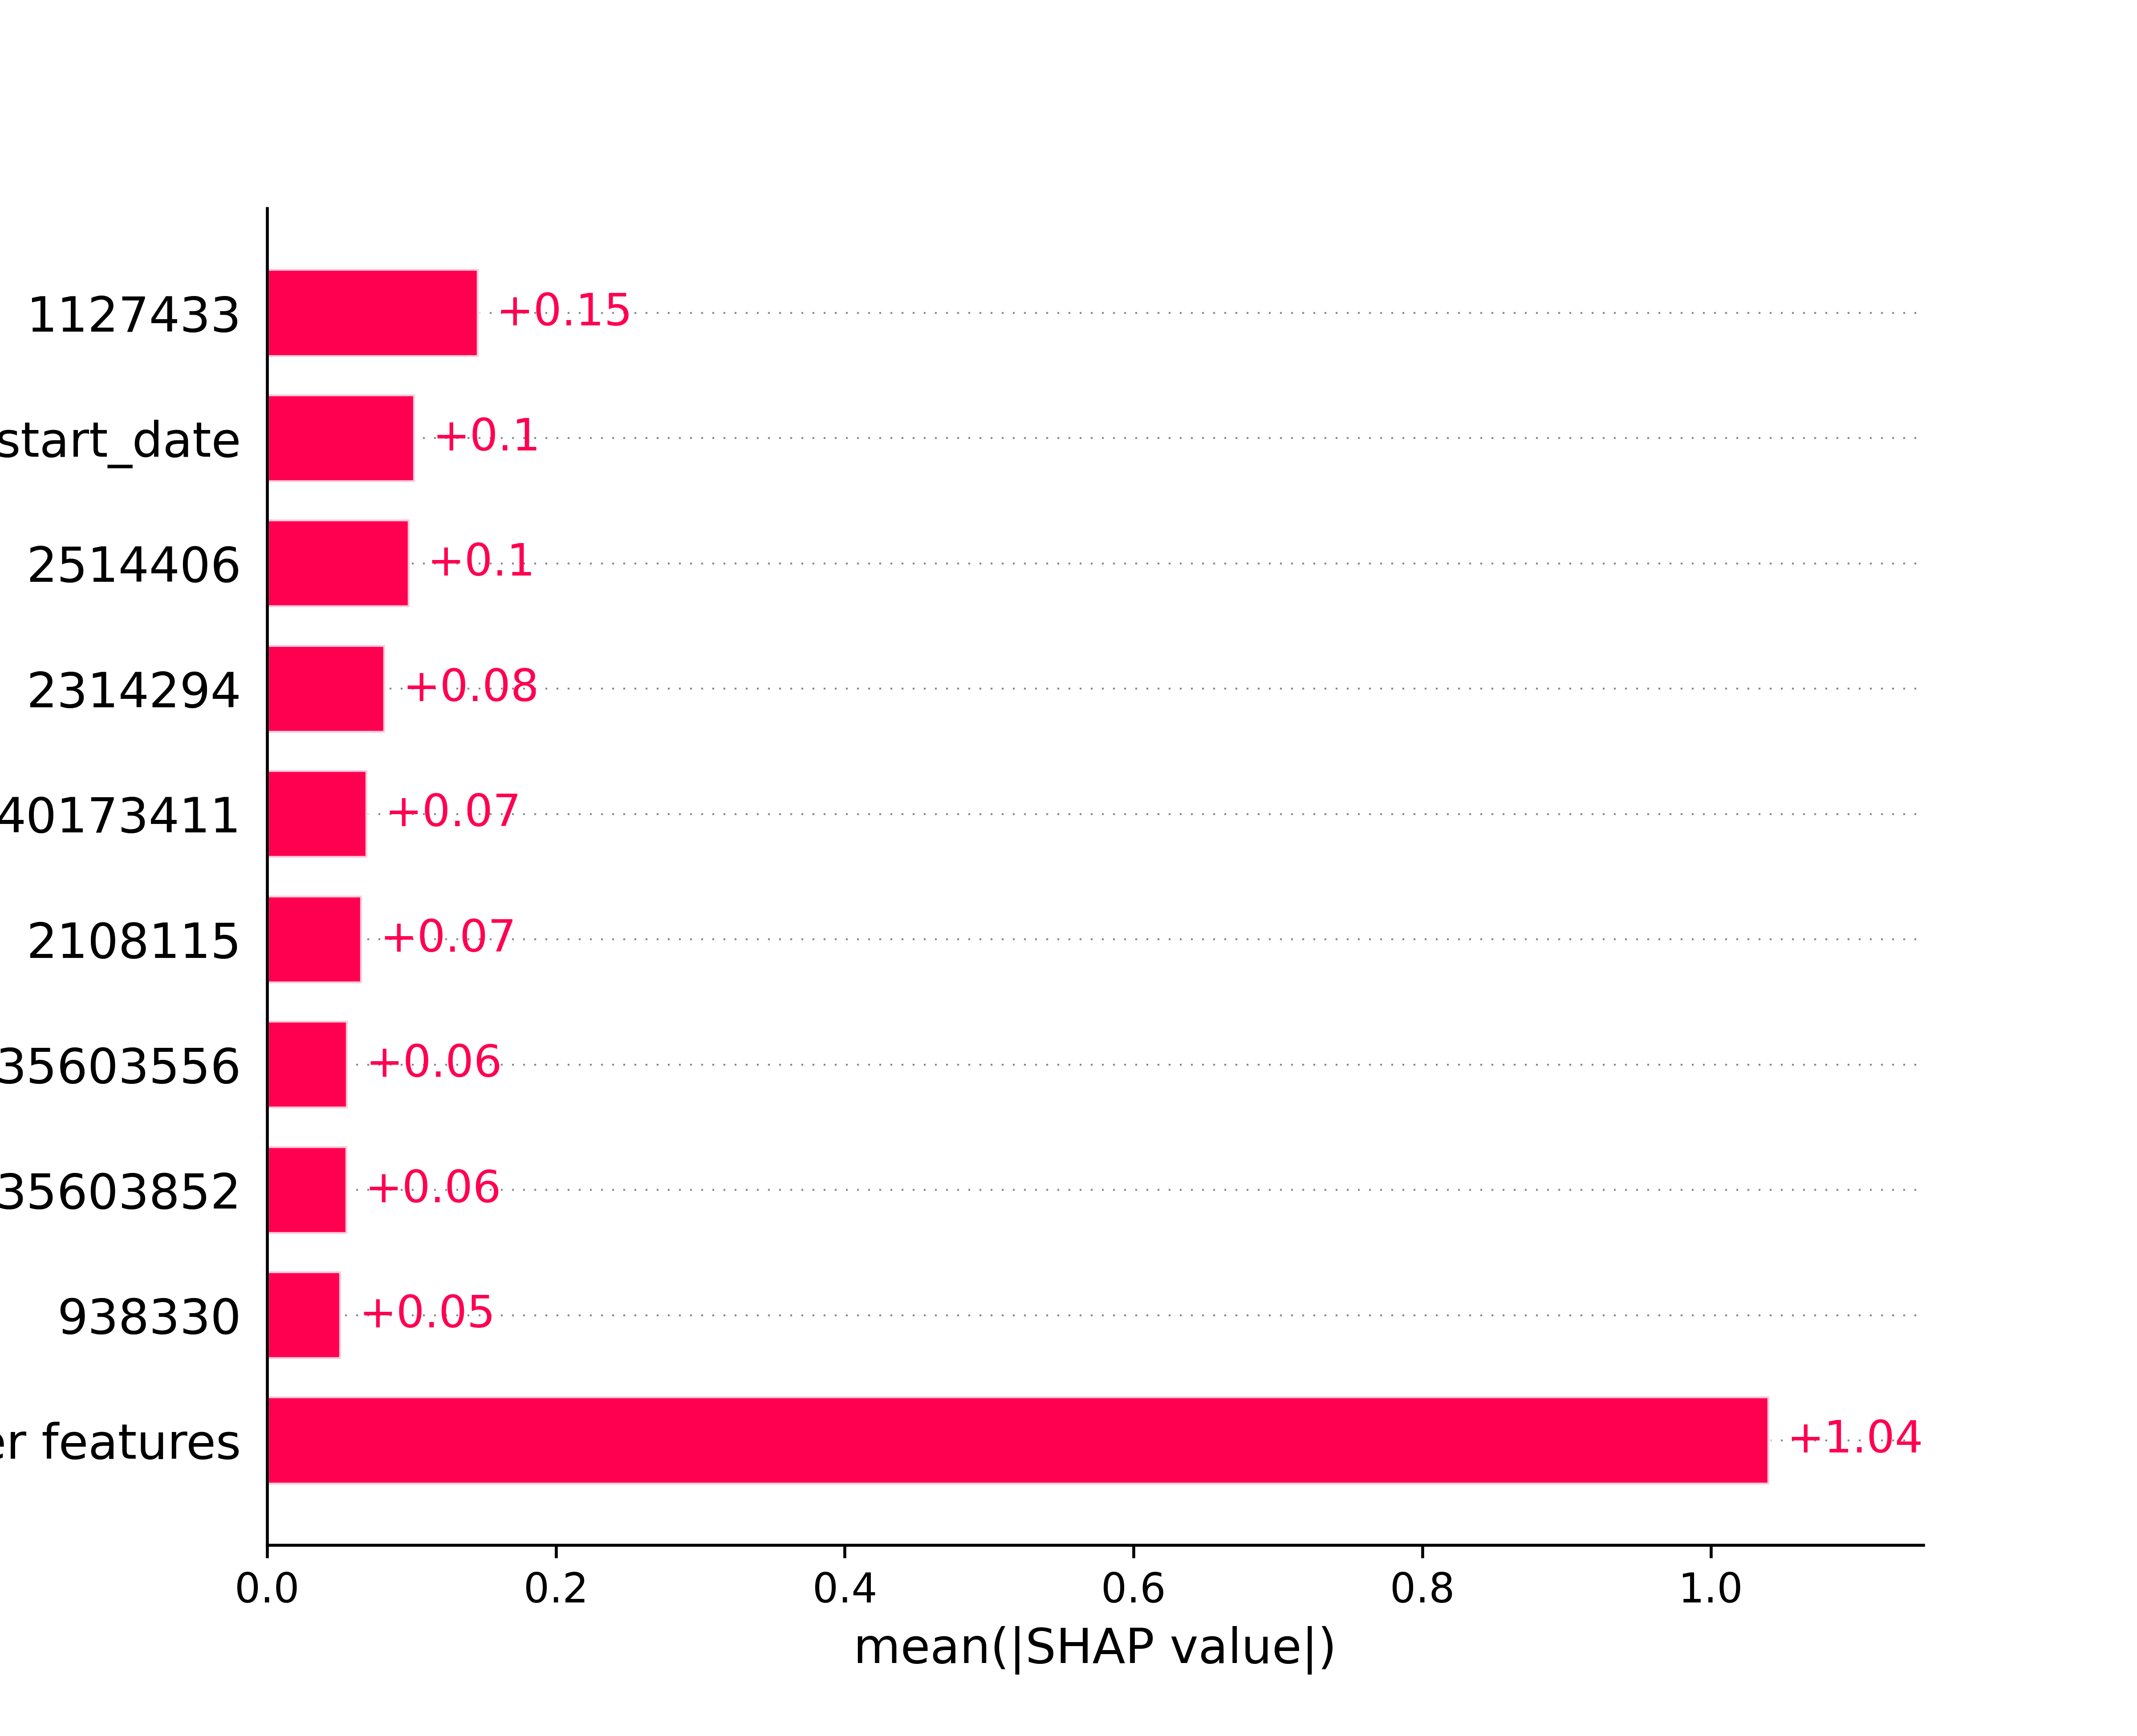 1127433 +0.15
start_date +0.1
2514406 +0.1
2314294 +0.08
40173411 +0.07
2108115 +0.07
35603556 +0.06
35603852 +0.06
938330 +0.05
features +1.04
0.0 0.2 0.4 0.6 0.8 1.0
mean(|SHAP value|)